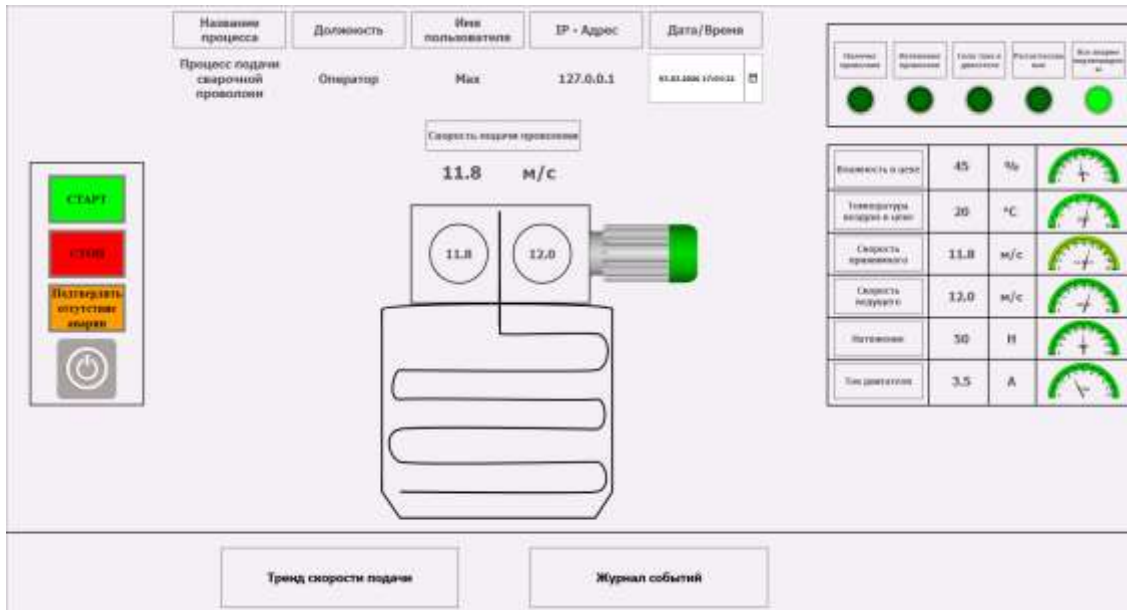 Название
процесса
Должность
Имя
пользователя
IP - Адрес
Дата/Время
Процесс подачи
сварочной
проволоки
Оператор
Max
127.0.0.1
Скорость подачи проволоки
11.8 м/с
СТАРТ
СТОП
Подтвердить
отсутствие
аварии
11.8
12.0
Влажность в цехе 45 %
Температура
воздуха в цехе
20 °C
Скорость
прижимного
11.8 м/с
Скорость
ведущего
12.0 м/с
Натяжение 50 Н
Ток двигателя 3.5 А
Тренд скорости подачи
Журнал событий